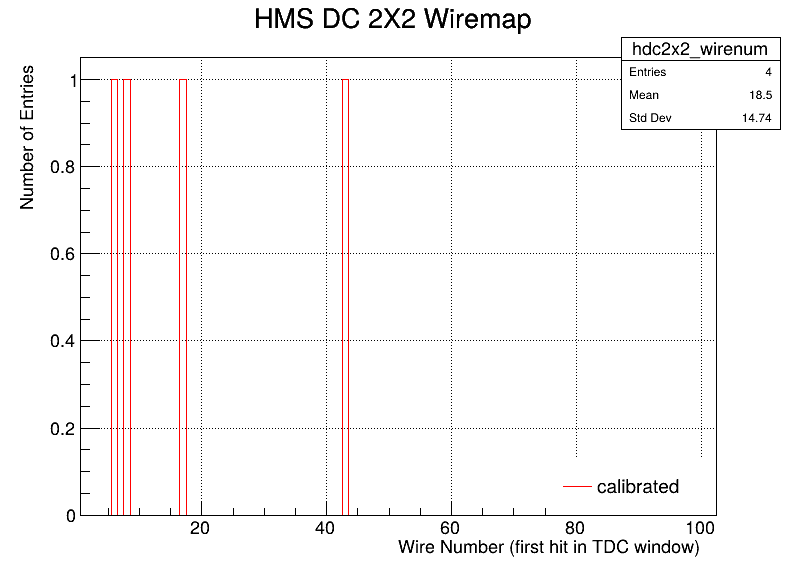 HMS DC 2X2 Wiremap
hdc2x2_wirenum
Entries 4
Mean 18.5
Std Dev 14.74
Number of Entries
1
0.8
0.6
0.4
0.2
0
calibrated
20 40 60 80 100
Wire Number (first hit in TDC window)